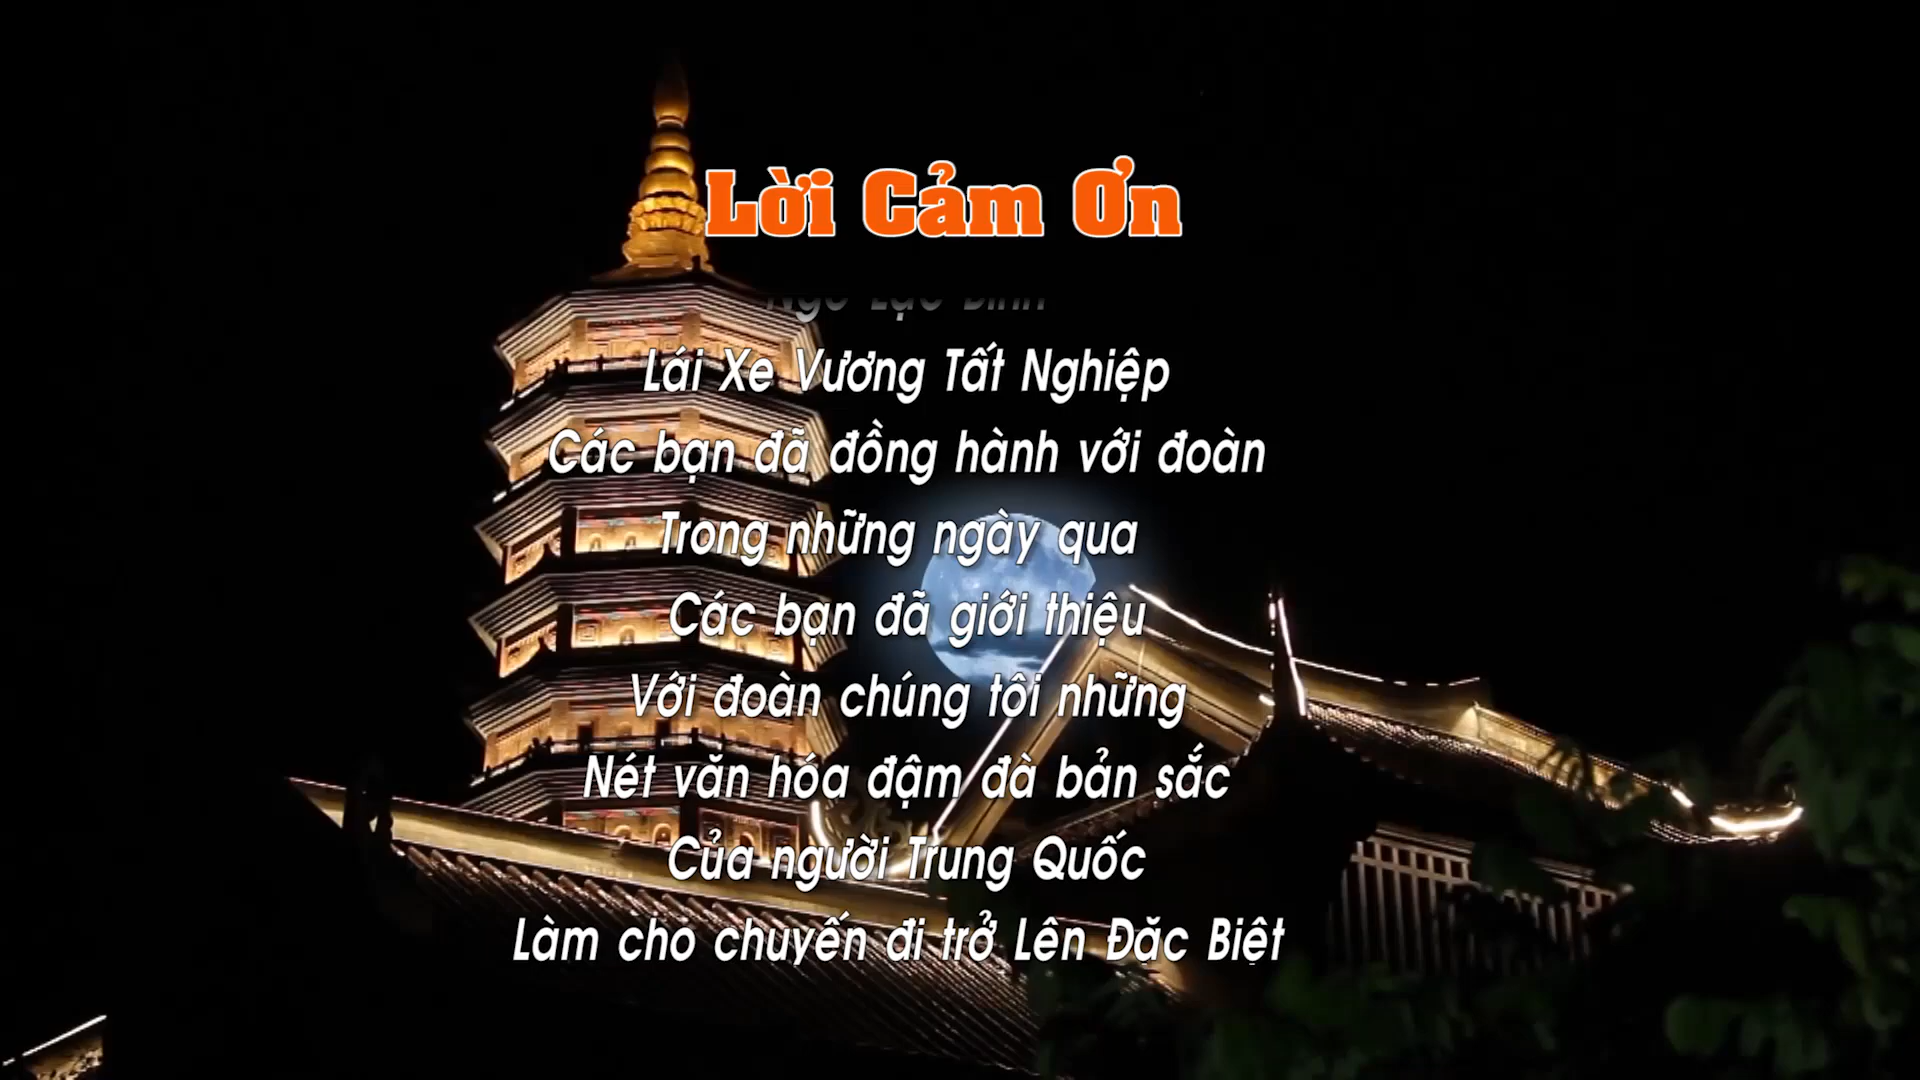 Lời Cảm Ơn
Lái Xe Vương Tất Nghiệp
Các bạn đã đồng hành với đoàn
Trong những ngày qua
Các bạn đã giới thiệu
Với đoàn chúng tôi những
Nét văn hóa đậm đà bản sắc
Của người Trung Quốc
Làm cho chuyến đi trở Lên Đặc Biệt